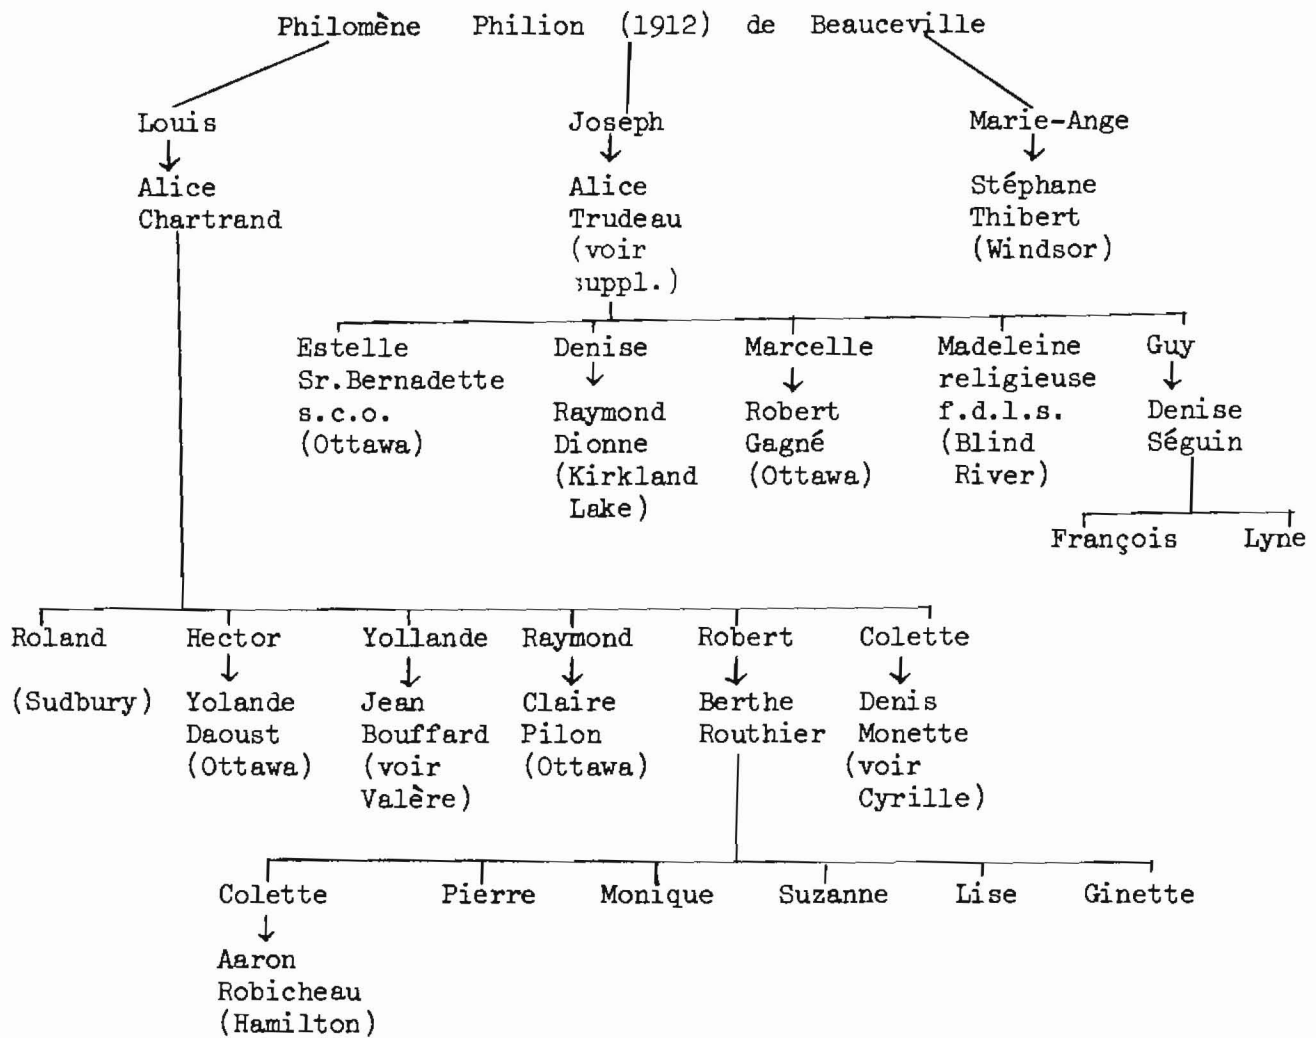 Philomène Philion (1912) de Beauceville
Louis Joseph Marie-Ange
Alice Alice Stéphane
Chartrand Trudeau Thibert
(voir (Windsor)
suppl.)
Estelle Denise Marcelle Madeleine Guy
Sr.Bernadette religieuse
s.c.o. Raymond Robert f.d.l.s. Denise
(Ottawa) Dionne Gagné (Blind Séguin
(Kirkland (Ottawa) River)
Lake)
François Lyne
Roland Hector Yollande Raymond Robert Colette
(Sudbury) Yolande Jean Claire Berthe Denis
Daoust Bouffard Pilon Routhier Monette
(Ottawa) (voir (Ottawa) (voir
Valère) Cyrille)
Colette Pierre Monique Suzanne Lise Ginette
Aaron
Robicheau
(Hamilton)